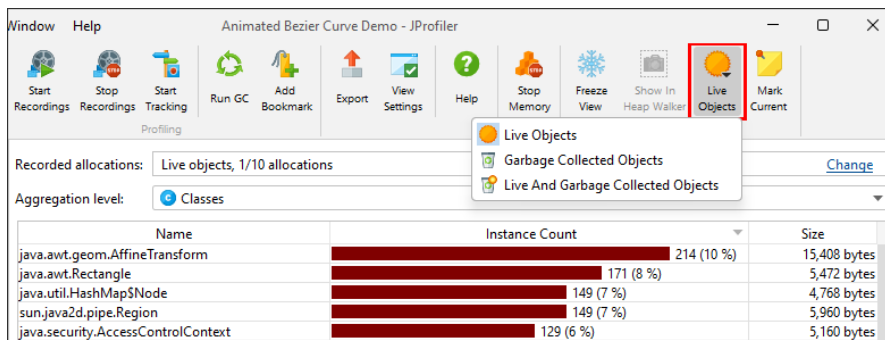 Window Help Animated Bezier Curve Demo - JProfiler
Start Recordings
Stop Recordings
Start Tracking
Run GC
Add Bookmark
Export
View Settings
Help
Stop Memory
Freeze View
Show In Heap Walker
Live Objects
Mark Current
Profiling
Live Objects
Garbage Collected Objects
Live And Garbage Collected Objects
Recorded allocations: Live objects, 1/10 allocations Change
Aggregation level: Classes
Name Instance Count Size
java.awt.geom.AffineTransform 214 (10 %) 15,408 bytes
java.awt.Rectangle 171 (8 %) 5,472 bytes
java.util.HashMap$Node 149 (7 %) 4,768 bytes
sun.java2d.pipe.Region 149 (7 %) 5,960 bytes
java.security.AccessControlContext 129 (6 %) 5,160 bytes